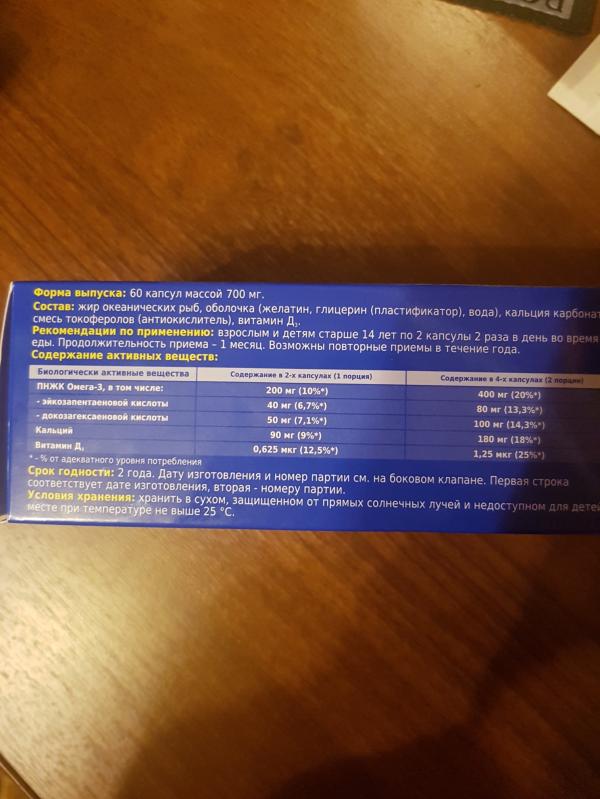 Форма выпуска: 60 капсул массой 700 мг.
Состав: жир океанических рыб, оболочка (желатин, глицерин (пластификатор), вода), кальция карбонат
смесь токоферолов (антиокислитель), витамин Д₃.
Рекомендации по применению: взрослым и детям старше 14 лет по 2 капсулы 2 раза в день во время
еды. Продолжительность приема – 1 месяц. Возможны повторные приемы в течение года.
Содержание активных веществ:
Биологически активные вещества Содержание в 2-х капсулах (1 порция) Содержание в 4-х капсулах (2 порции)
ПНЖК Омега-3, в том числе: 200 мг (10%*) 400 мг (20%*)
- эйкозапентаеновой кислоты 40 мг (6,7%*) 80 мг (13,3%*)
- докозагексаеновой кислоты 50 мг (7,1%*) 100 мг (14,3%*)
Кальций 90 мг (9%*) 180 мг (18%*)
Витамин Д₃ 0,625 мкг (12,5%*) 1,25 мкг (25%*)
* - % от адекватного уровня потребления
Срок годности: 2 года. Дату изготовления и номер партии см. на боковом клапане. Первая строка
соответствует дате изготовления, вторая - номеру партии.
Условия хранения: хранить в сухом, защищенном от прямых солнечных лучей и недоступном для детей
месте при температуре не выше 25 °C.